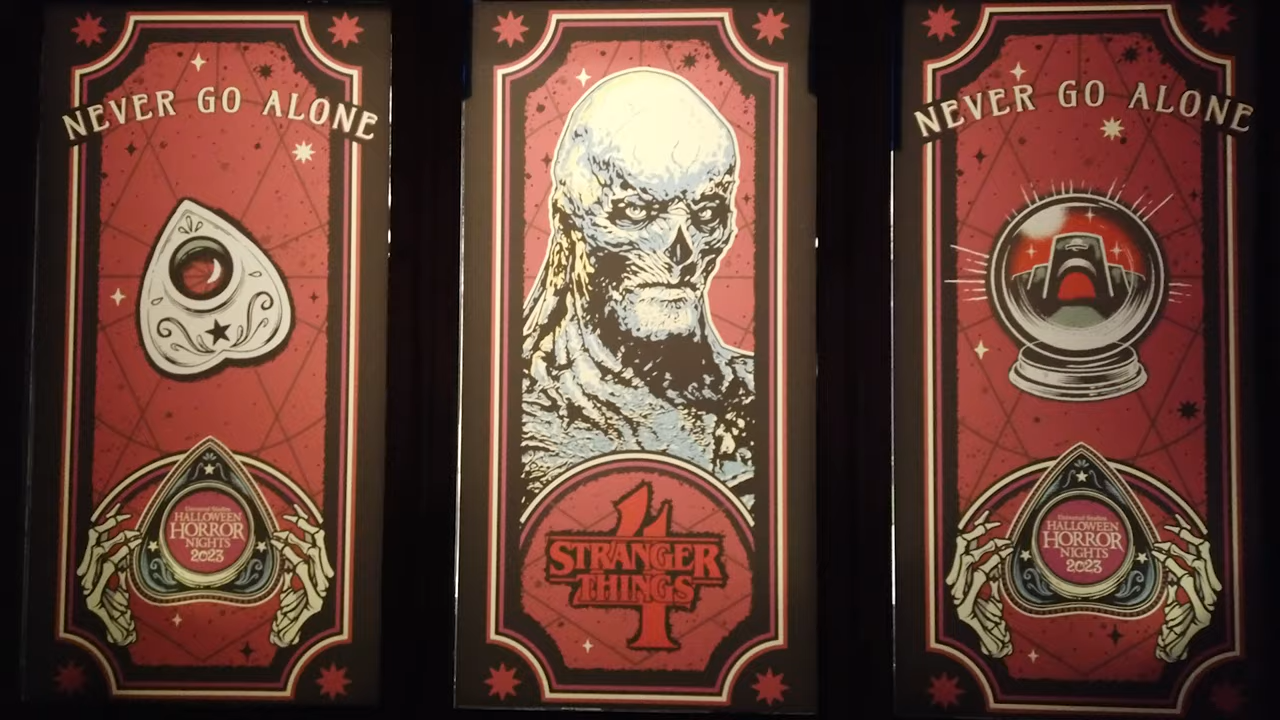 NEVER GO ALONE
Universal Studios
HALLOWEEN
HORROR
NIGHTS
2023
4
STRANGER
THINGS
NEVER GO ALONE
Universal Studios
HALLOWEEN
HORROR
NIGHTS
2023